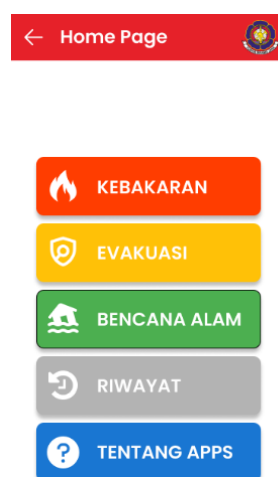 Home Page
KEBAKARAN
EVAKUASI
BENCANA ALAM
RIWAYAT
TENTANG APPS